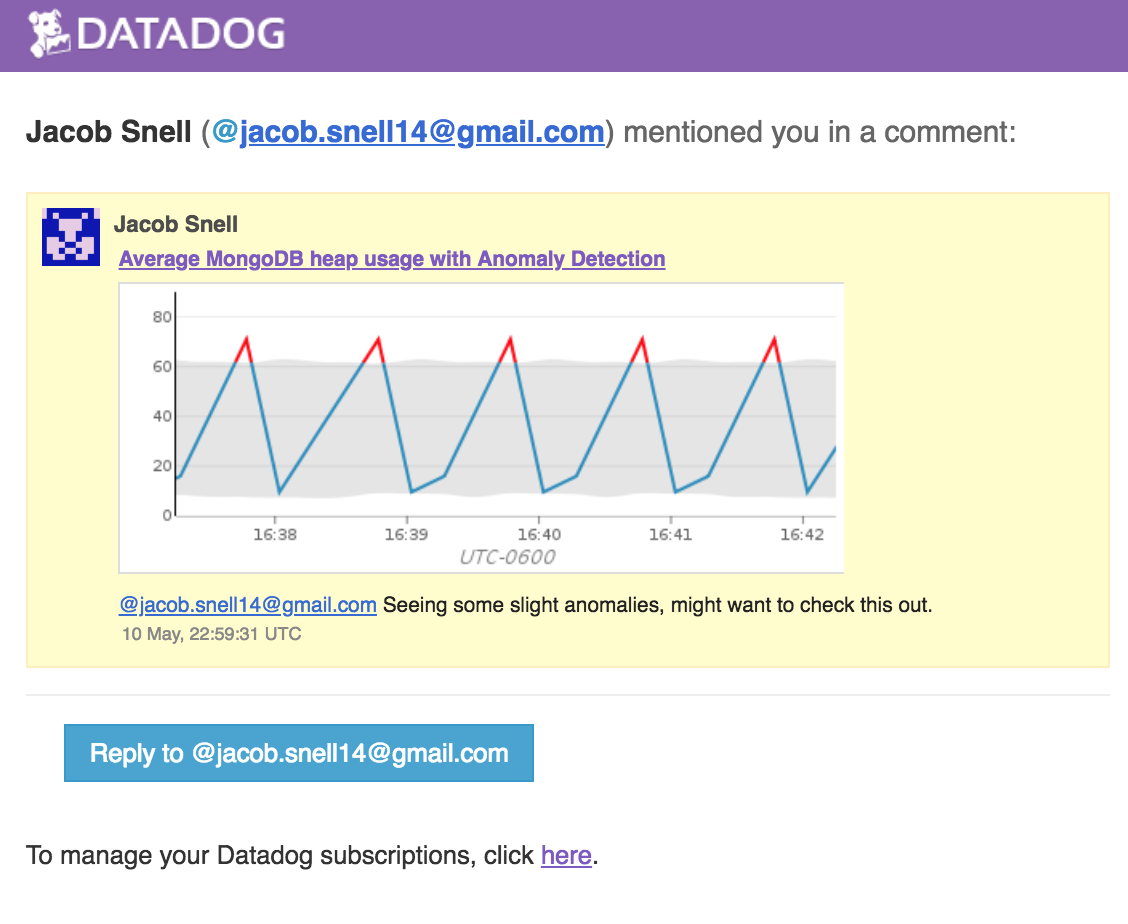 DATADOG
Jacob Snell (@jacob.snell14@gmail.com) mentioned you in a comment:
Jacob Snell
Average MongoDB heap usage with Anomaly Detection
80
60
40
20
0
16:38 16:39 16:40 16:41 16:42
UTC-0600
@jacob.snell14@gmail.com Seeing some slight anomalies, might want to check this out.
10 May, 22:59:31 UTC
Reply to @jacob.snell14@gmail.com
To manage your Datadog subscriptions, click here.